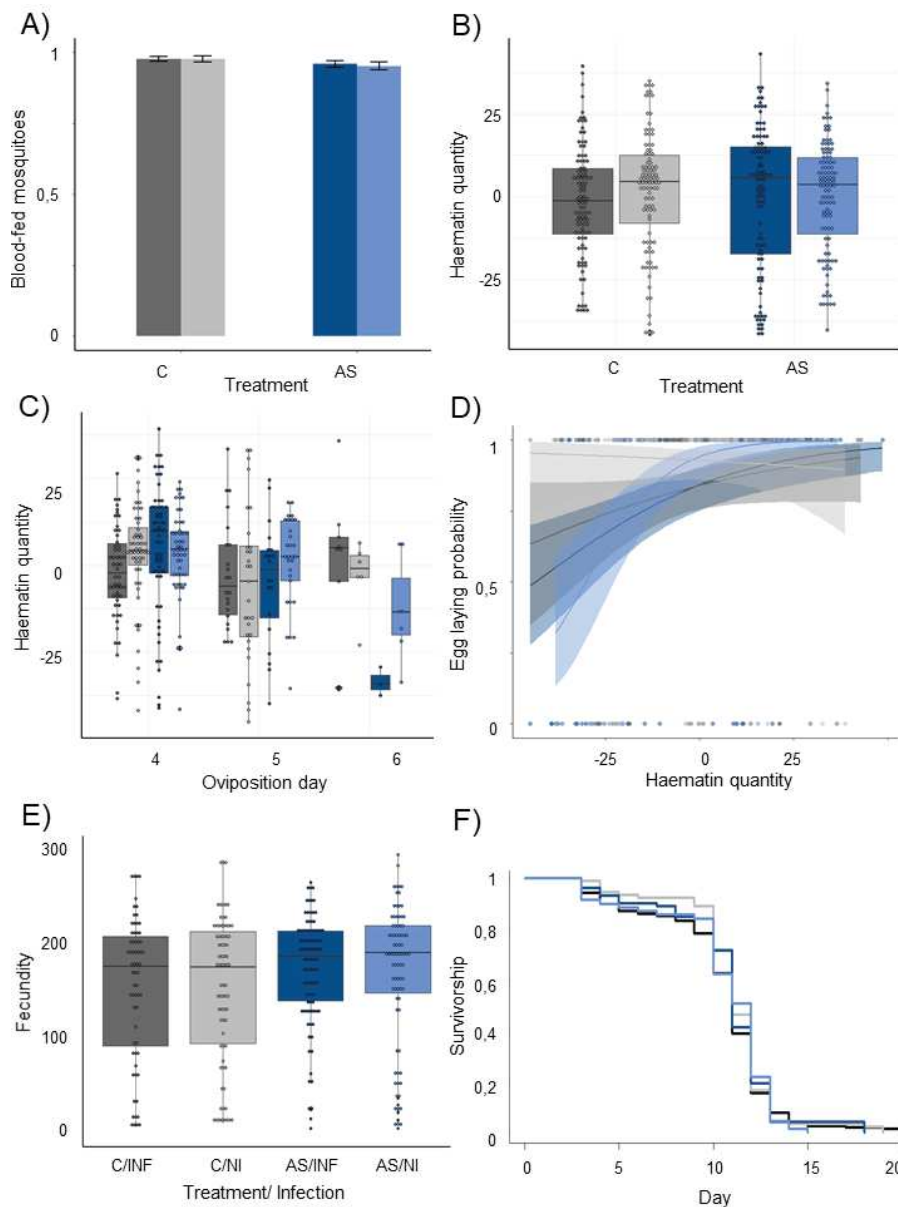 A)
1
0,5
0
Blood-fed mosquitoes
C
AS
Treatment
B)
25
0
-25
Haematin quantity
C
AS
Treatment
C)
25
0
-25
Haematin quantity
4
5
6
Oviposition day
D)
1
0.5
0
Egg laying probability
-25
0
25
Haematin quantity
E)
300
200
100
0
Fecundity
C/INF
C/NI
AS/INF
AS/NI
Treatment/ Infection
F)
1
0,8
0,6
0,4
0,2
0
Survivorship
0
5
10
15
20
Day